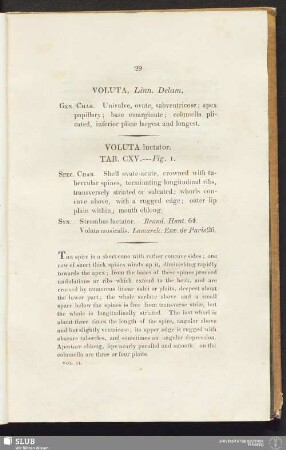 29
VOLUTA, Linn. Delam.
GEN. CHAR. Univalve, ovate, subventricose; apex
papillary; base emarginate; columella pli-
cated, inferior plicæ largest and longest.
VOLUTA luctator.
TAB. CXV.—Fig. 1.
SPEC. CHAR. Shell ovate-acute, crowned with tu-
bercular spines, terminating longitudinal ribs,
transversely striated or sulcated: whorls con-
cave above, with a rugged edge; outer lip
plain within, mouth oblong
SYN. Strombus luctator. Brand. Hant. 64.
Voluta musicalis. Lamarck. Env. de Paris
THE spire is a short cone with rather concave sides; one
row of short thick spines winds up it, diminishing rapidly
towards the apex; from the bases of these spines proceed
undulations or ribs which extend to the beak, and are
crossed by numerous linear sulci or plaits, deepest about
the lower part; the whole surface above and a small
space below the spines is free from transverse striæ, but
the whole is longitudinally striated. The last whorl is
about three times the length of the spire, angular above
and but slightly ventricose; its upper edge is rugged with
obscure tubercles, and sometimes an angular depression.
Aperture oblong, lips nearly parallel and smooth: on the
columella are three or four plaits.
VOL. II.
SLUB
Wir führen Wissen.